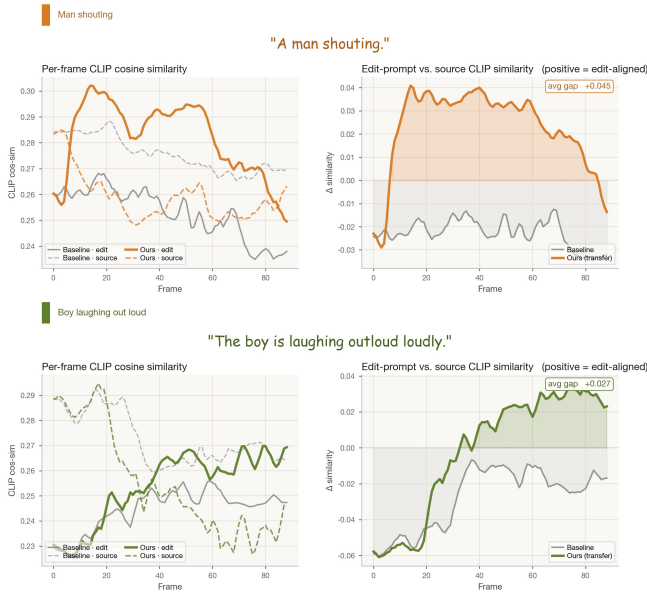 Man shouting
"A man shouting."
Per-frame CLIP cosine similarity
CLIP cos-sim
0.30
0.29
0.28
0.27
0.26
0.25
0.24
Baseline · edit
Baseline · source
Ours · edit
Ours · source
0 20 40 60 80
Frame
Edit-prompt vs. source CLIP similarity (positive = edit-aligned)
avg gap +0.045
Δ similarity
0.04
0.03
0.02
0.01
0.00
-0.01
-0.02
-0.03
Baseline
Ours (transfer)
0 20 40 60 80
Frame
Boy laughing out loud
"The boy is laughing outloud loudly."
Per-frame CLIP cosine similarity
CLIP cos-sim
0.29
0.28
0.27
0.26
0.25
0.24
0.23
Baseline · edit
Baseline · source
Ours · edit
Ours · source
0 20 40 60 80
Frame
Edit-prompt vs. source CLIP similarity (positive = edit-aligned)
avg gap +0.027
Δ similarity
0.04
0.02
0.00
-0.02
-0.04
-0.06
Baseline
Ours (transfer)
0 20 40 60 80
Frame